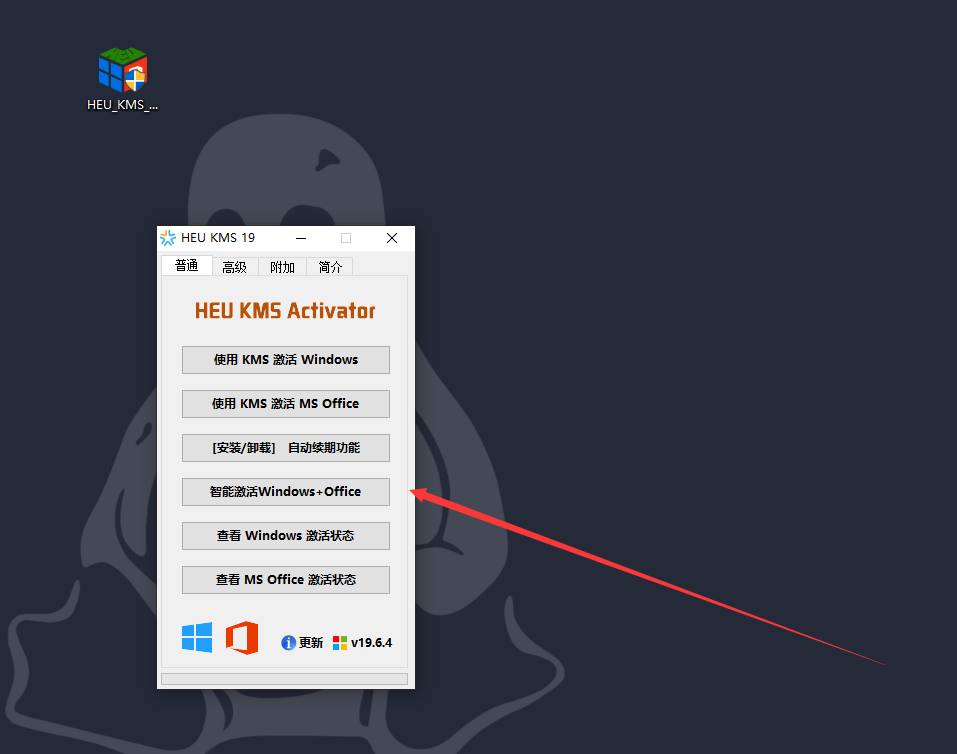 HEU_KMS_...
HEU KMS 19
普通 高级 附加 简介
HEU KMS Activator
使用 KMS 激活 Windows
使用 KMS 激活 MS Office
[安装/卸载] 自动续期功能
智能激活Windows+Office
查看 Windows 激活状态
查看 MS Office 激活状态
更新 v19.6.4